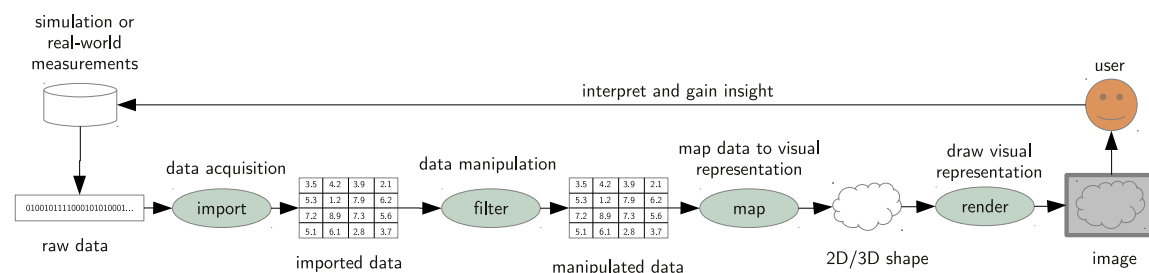 simulation or
real-world
measurements
user
interpret and gain insight
data acquisition
data manipulation
map data to visual
representation
draw visual
representation
0100101111000101010001...
import
3.5 4.2 3.9 2.1
5.3 1.2 7.9 6.2
7.2 8.9 7.3 5.6
5.1 6.1 2.8 3.7
filter
3.5 4.2 3.9 2.1
5.3 1.2 7.9 6.2
7.2 8.9 7.3 5.6
5.1 6.1 2.8 3.7
map
render
raw data
imported data
manipulated data
2D/3D shape
image